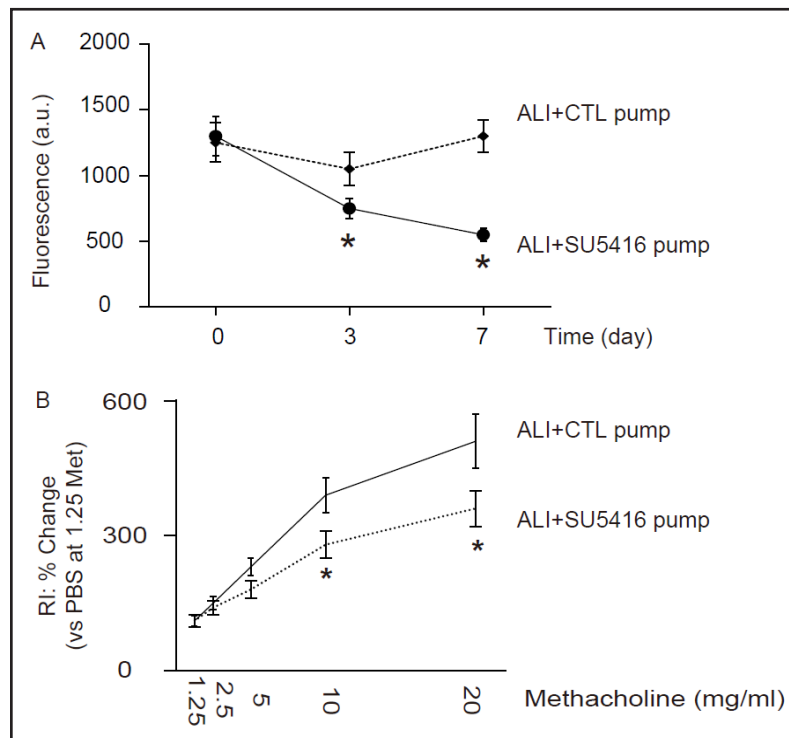 A
2000
1500
1000
500
0
Fluorescence (a.u.)
ALI+CTL pump
ALI+SU5416 pump
*
*
0 3 7 Time (day)
B
600
300
0
RI: % Change
(vs PBS at 1.25 Met)
ALI+CTL pump
ALI+SU5416 pump
*
*
1.25 2.5 5 10 20 Methacholine (mg/ml)